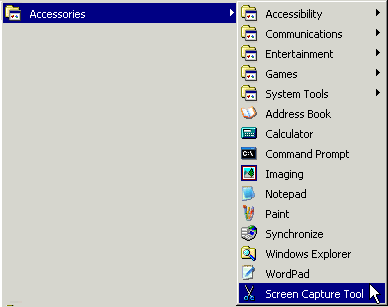 Accessories
Accessibility
Communications
Entertainment
Games
System Tools
Address Book
Calculator
Command Prompt
Imaging
Notepad
Paint
Synchronize
Windows Explorer
WordPad
Screen Capture Tool